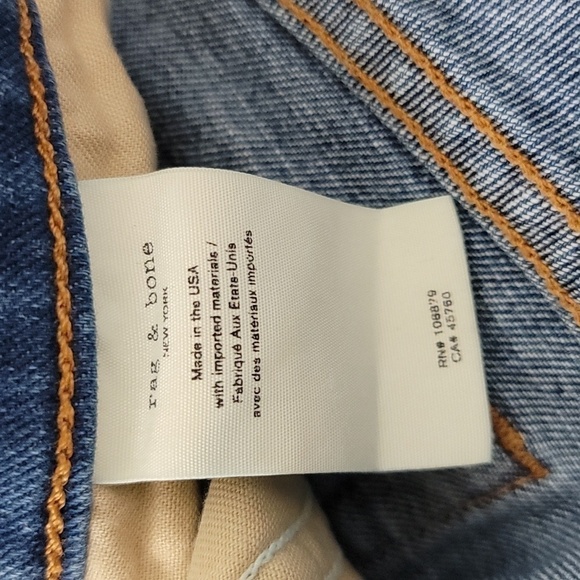 rag & bone
NEW YORK
Made in the USA
with imported materials /
Fabriqué Aux Etats-Unis
avec des matériaux importés
RN# 106879
CA# 45760